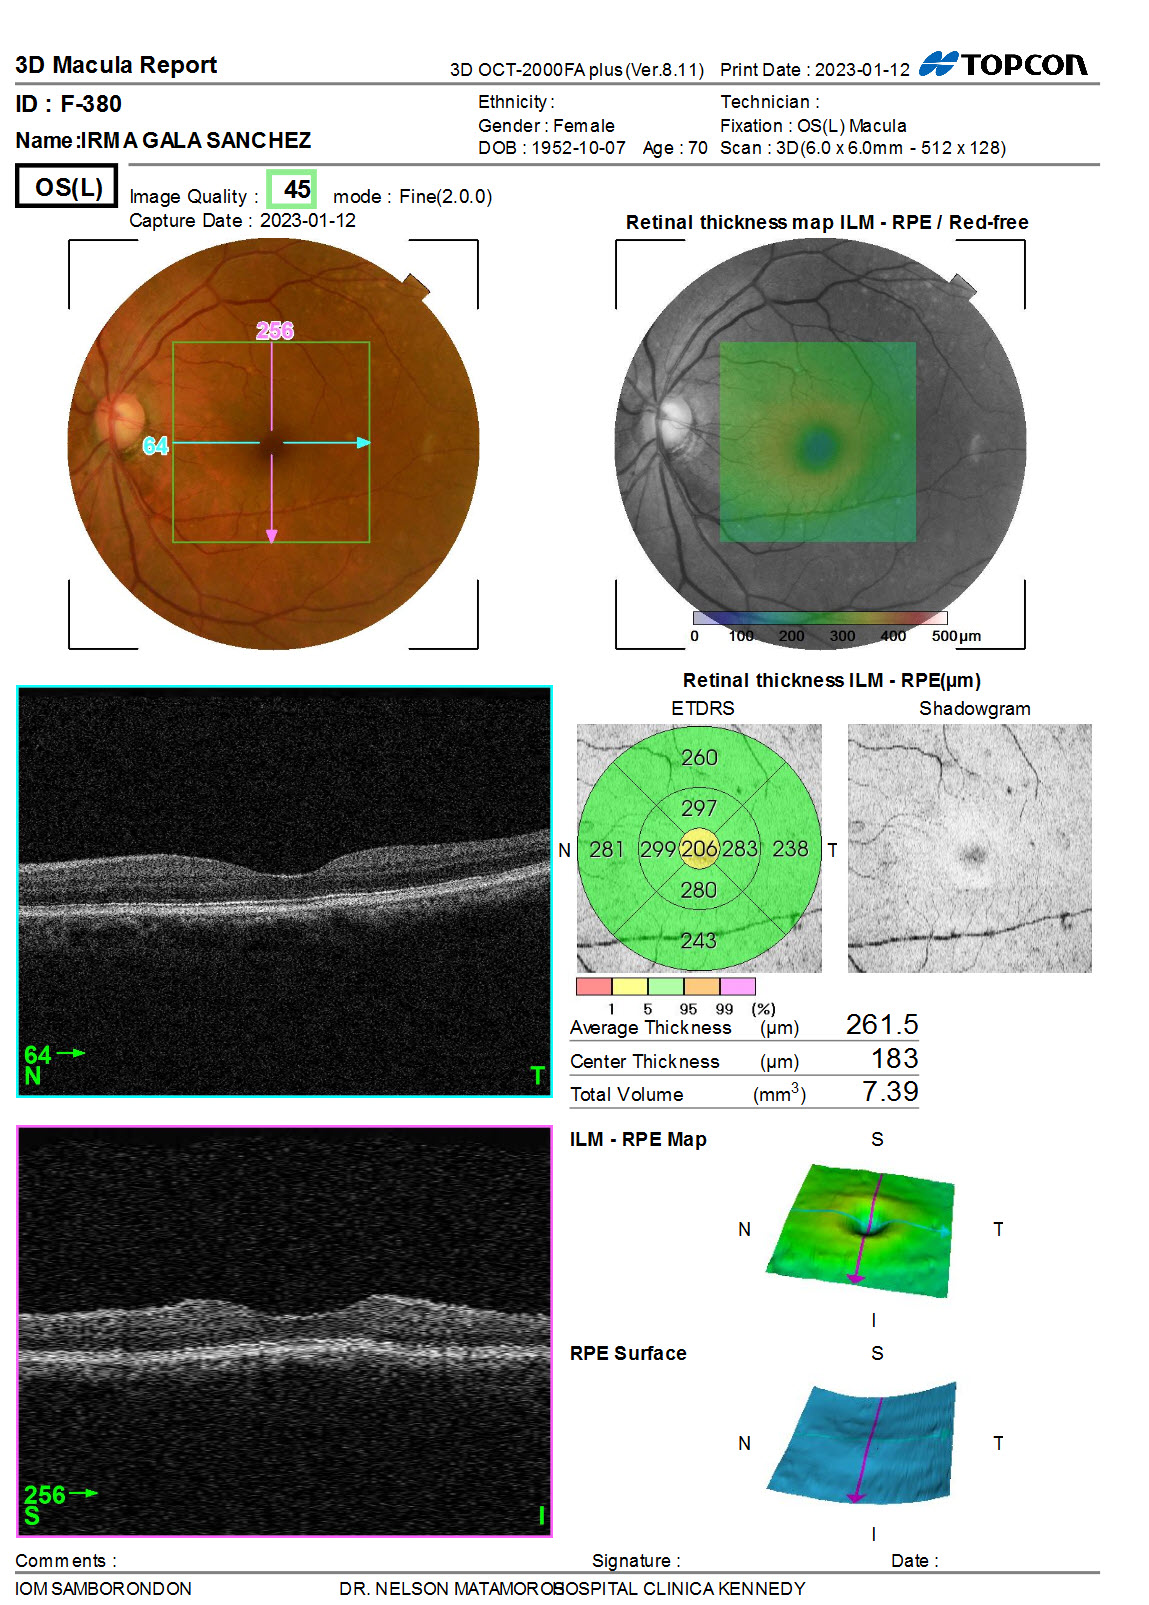 3D Macula Report
3D OCT-2000FA plus(Ver.8.11) Print Date : 2023-01-12 TOPCON
ID : F-380
Ethnicity : Technician :
Name:IRMA GALA SANCHEZ
Gender : Female Fixation : OS(L) Macula
DOB : 1952-10-07 Age : 70 Scan : 3D(6.0 x 6.0mm - 512 x 128)
OS(L)
Image Quality : 45 mode : Fine(2.0.0)
Capture Date : 2023-01-12
Retinal thickness map ILM - RPE / Red-free
256
64
0 100 200 300 400 500µm
Retinal thickness ILM - RPE(µm)
ETDRS Shadowgram
260
297
N 281 299 206 283 238 T
280
243
1 5 95 99 (%)
Average Thickness (µm) 261.5
Center Thickness (µm) 183
Total Volume (mm3) 7.39
64
N T
ILM - RPE Map S
N T
I
RPE Surface S
N T
I
256
S I
Comments : Signature : Date :
IOM SAMBORONDON DR. NELSON MATAMOROS HOSPITAL CLINICA KENNEDY